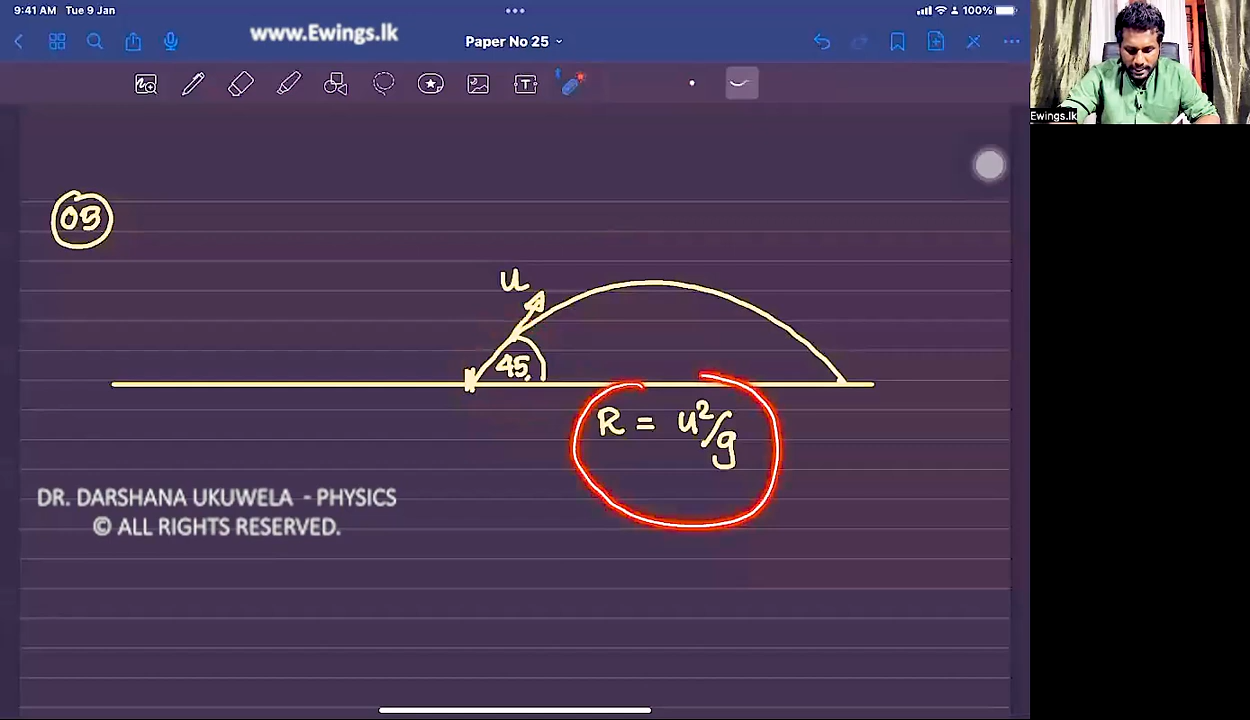 9:41 AM Tue 9 Jan
100%
www.Ewings.lk
Paper No 25
T
Ewings.lk
09
u
45
R = u²/g
DR. DARSHANA UKUWELA - PHYSICS
© ALL RIGHTS RESERVED.